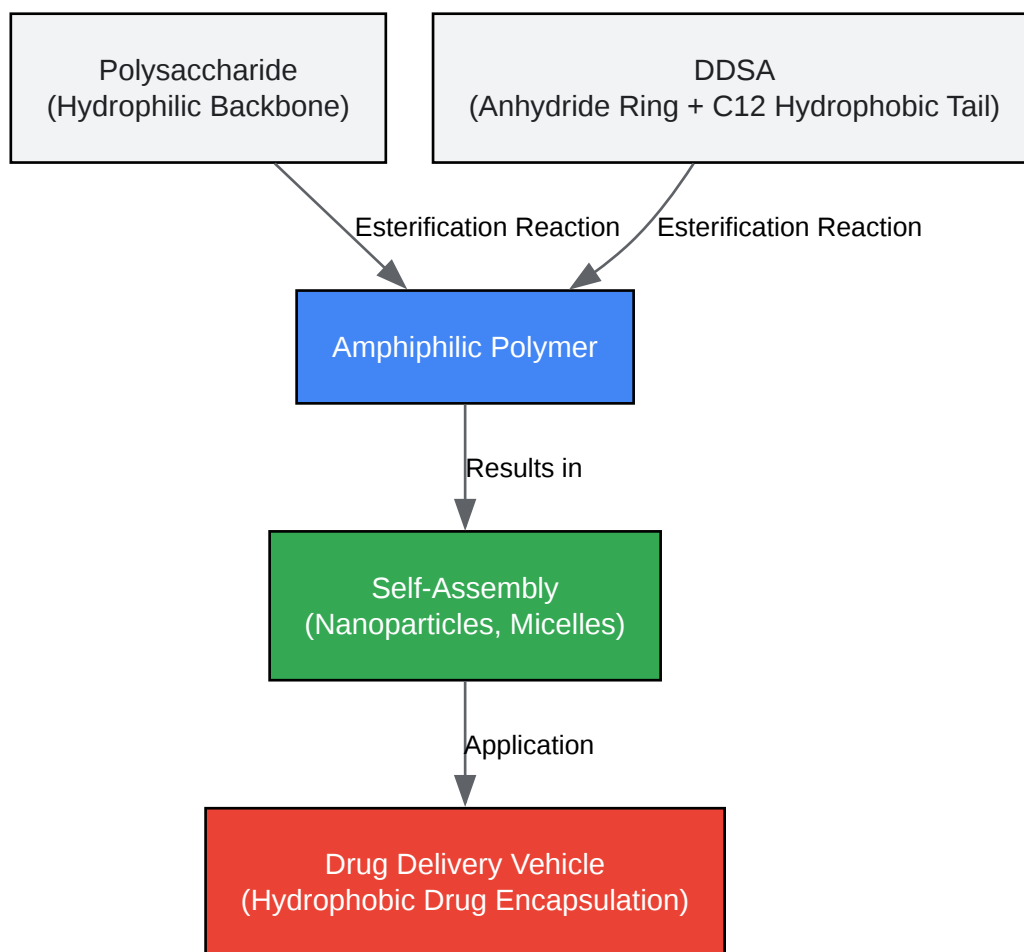 Polysaccharide
(Hydrophilic Backbone)
DDSA
(Anhydride Ring + C12 Hydrophobic Tail)
Esterification Reaction
Esterification Reaction
Amphiphilic Polymer
Results in
Self-Assembly
(Nanoparticles, Micelles)
Application
Drug Delivery Vehicle
(Hydrophobic Drug Encapsulation)